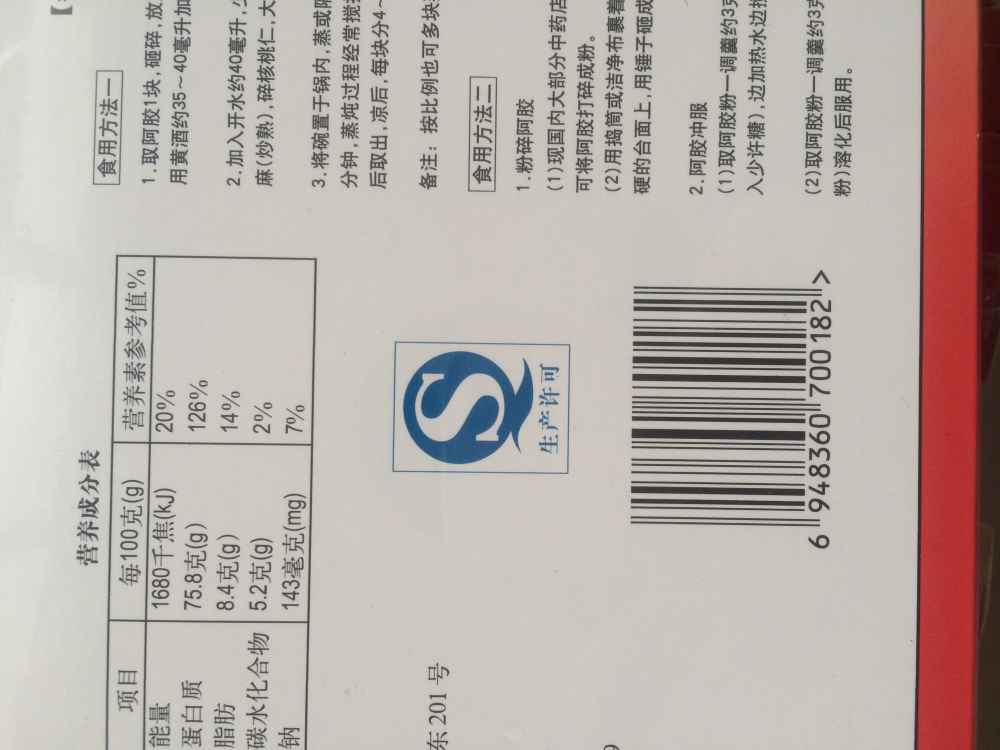 营养成分表
项目 每100克(g) 营养素参考值%
能量 1680千焦(kJ) 20%
蛋白质 75.8克(g) 126%
脂肪 8.4克(g) 14%
碳水化合物 5.2克(g) 2%
钠 143毫克(mg) 7%
东201号
9
生产许可
6 948360 700182 >
【
食用方法一
1.取阿胶1块,砸碎,放
用黄酒约35~40毫升加
2.加入开水约40毫升,
麻(炒熟),碎核桃仁,大
3.将碗置于锅内,蒸或
分钟,蒸炖过程经常搅
后取出,凉后,每块分4~
备注：按比例也可多块
食用方法二
1.粉碎阿胶
(1)现国内大部分中药店
可将阿胶打碎成粉。
(2)用捣筒或洁净布裹着
硬的台面上,用锤子砸成
2.阿胶冲服
(1)取阿胶粉一调羹约3克
入少许糖),边加热水边
(2)取阿胶粉一调羹约3克
粉)溶化后服用。